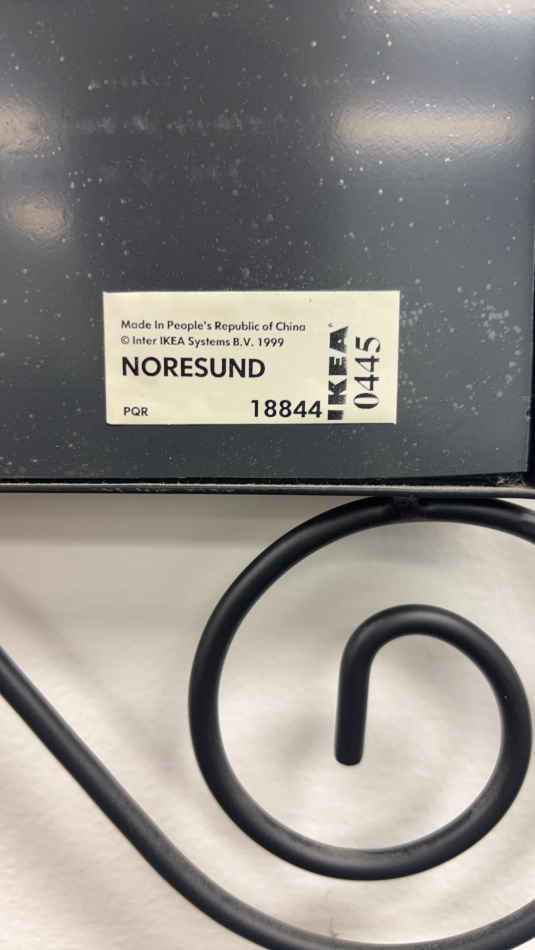 Made In People's Republic of China
© Inter IKEA Systems B.V. 1999
NORESUND
PQR
18844
IKEA
0445